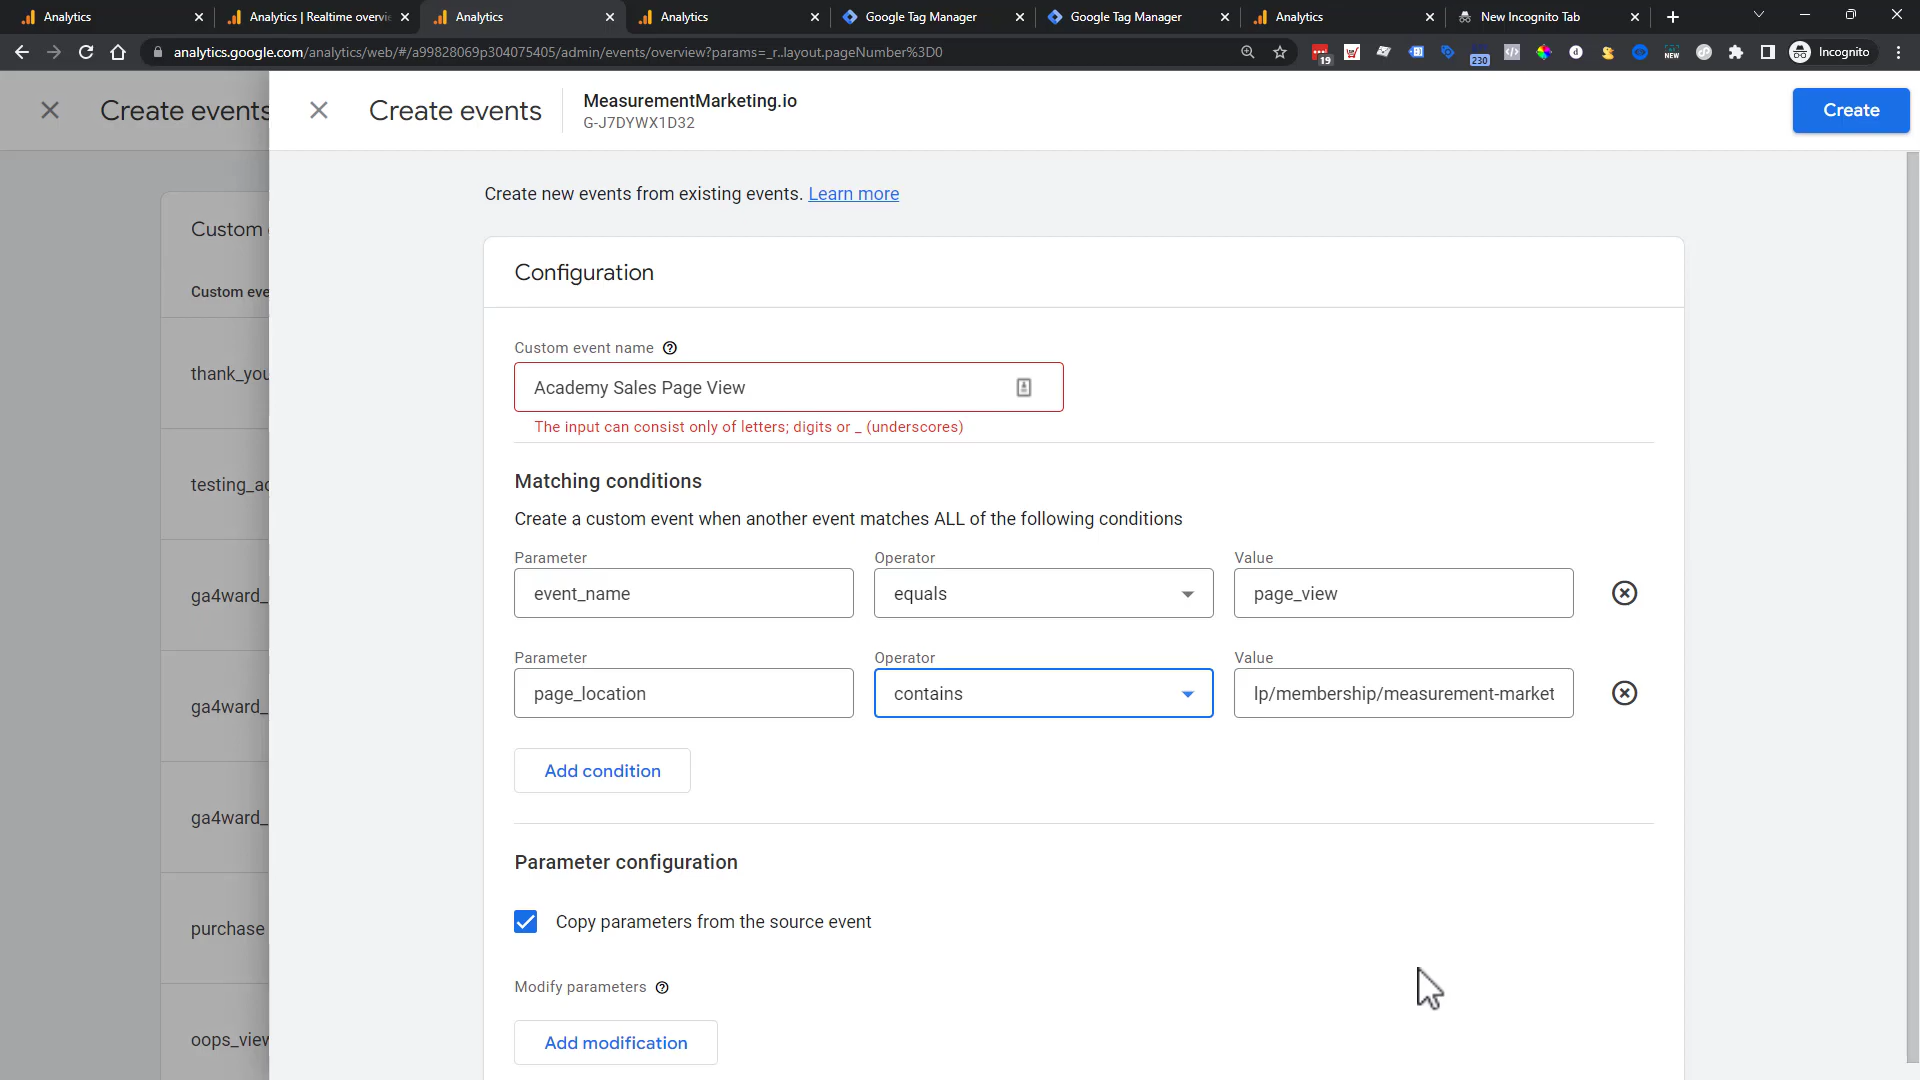 Analytics
Analytics | Realtime overvi
Analytics
Analytics
Google Tag Manager
Google Tag Manager
Analytics
New Incognito Tab
analytics.google.com/analytics/web/#/a99828069p304075405/admin/events/overview?params=_r..layout.pageNumber%3D0
19
230
NEW
Incognito
Create events
Create events
MeasurementMarketing.io
G-J7DYWX1D32
Create
Create new events from existing events. Learn more
Custom
Configuration
Custom eve
Custom event name
thank_you
Academy Sales Page View
The input can consist only of letters; digits or _ (underscores)
testing_ac
Matching conditions
Create a custom event when another event matches ALL of the following conditions
Parameter Operator Value
ga4ward_
event_name equals page_view
Parameter Operator Value
ga4ward_
page_location contains lp/membership/measurement-market
Add condition
ga4ward_
Parameter configuration
purchase
Copy parameters from the source event
Modify parameters
oops_view
Add modification